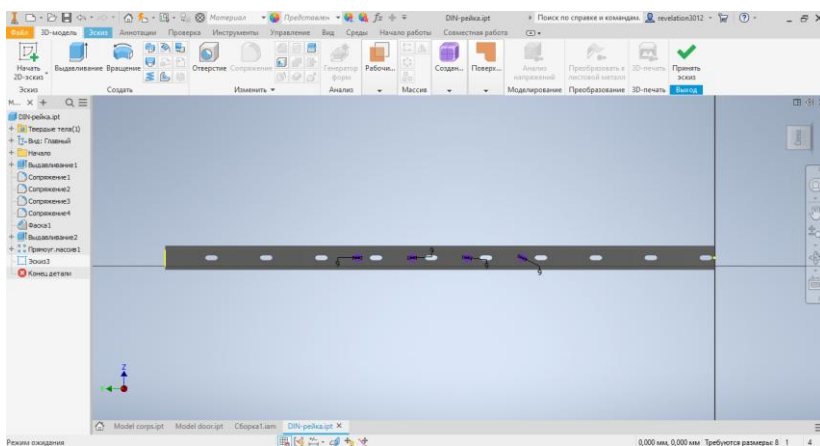 Материал
Представлен
DIN-рейка.ipt
Поиск по справке и командам.
revelation3012
Файл 3D-модель Эскиз Аннотации Проверка Инструменты Управление Вид Среды Начало работы Совместная работа
Начать 2D-эскиз
Выдавливание Вращение
Отверстие Сопряжение
Генератор форм
Рабочи...
Создан...
Поверх...
Анализ напряжений
Преобразовать в листовой металл
3D-печать
Принять эскиз
Эскиз Создать Изменить Анализ Массив Моделирование Преобразование 3D-печать Выход
М... X +
DIN-рейка.ipt
Твердые тела(1)
Вид: Главный
Начало
Выдавливание1
Сопряжение1
Сопряжение2
Сопряжение3
Сопряжение4
Фаска1
Выдавливание2
Прямоуг.массив1
Эскиз3
Конец детали
Z
Y
Model corps.ipt Model door.ipt Сборка1.iam DIN-рейка.ipt X
Режим ожидания
0,000 мм, 0,000 мм Требуются размеры: 8 1 4